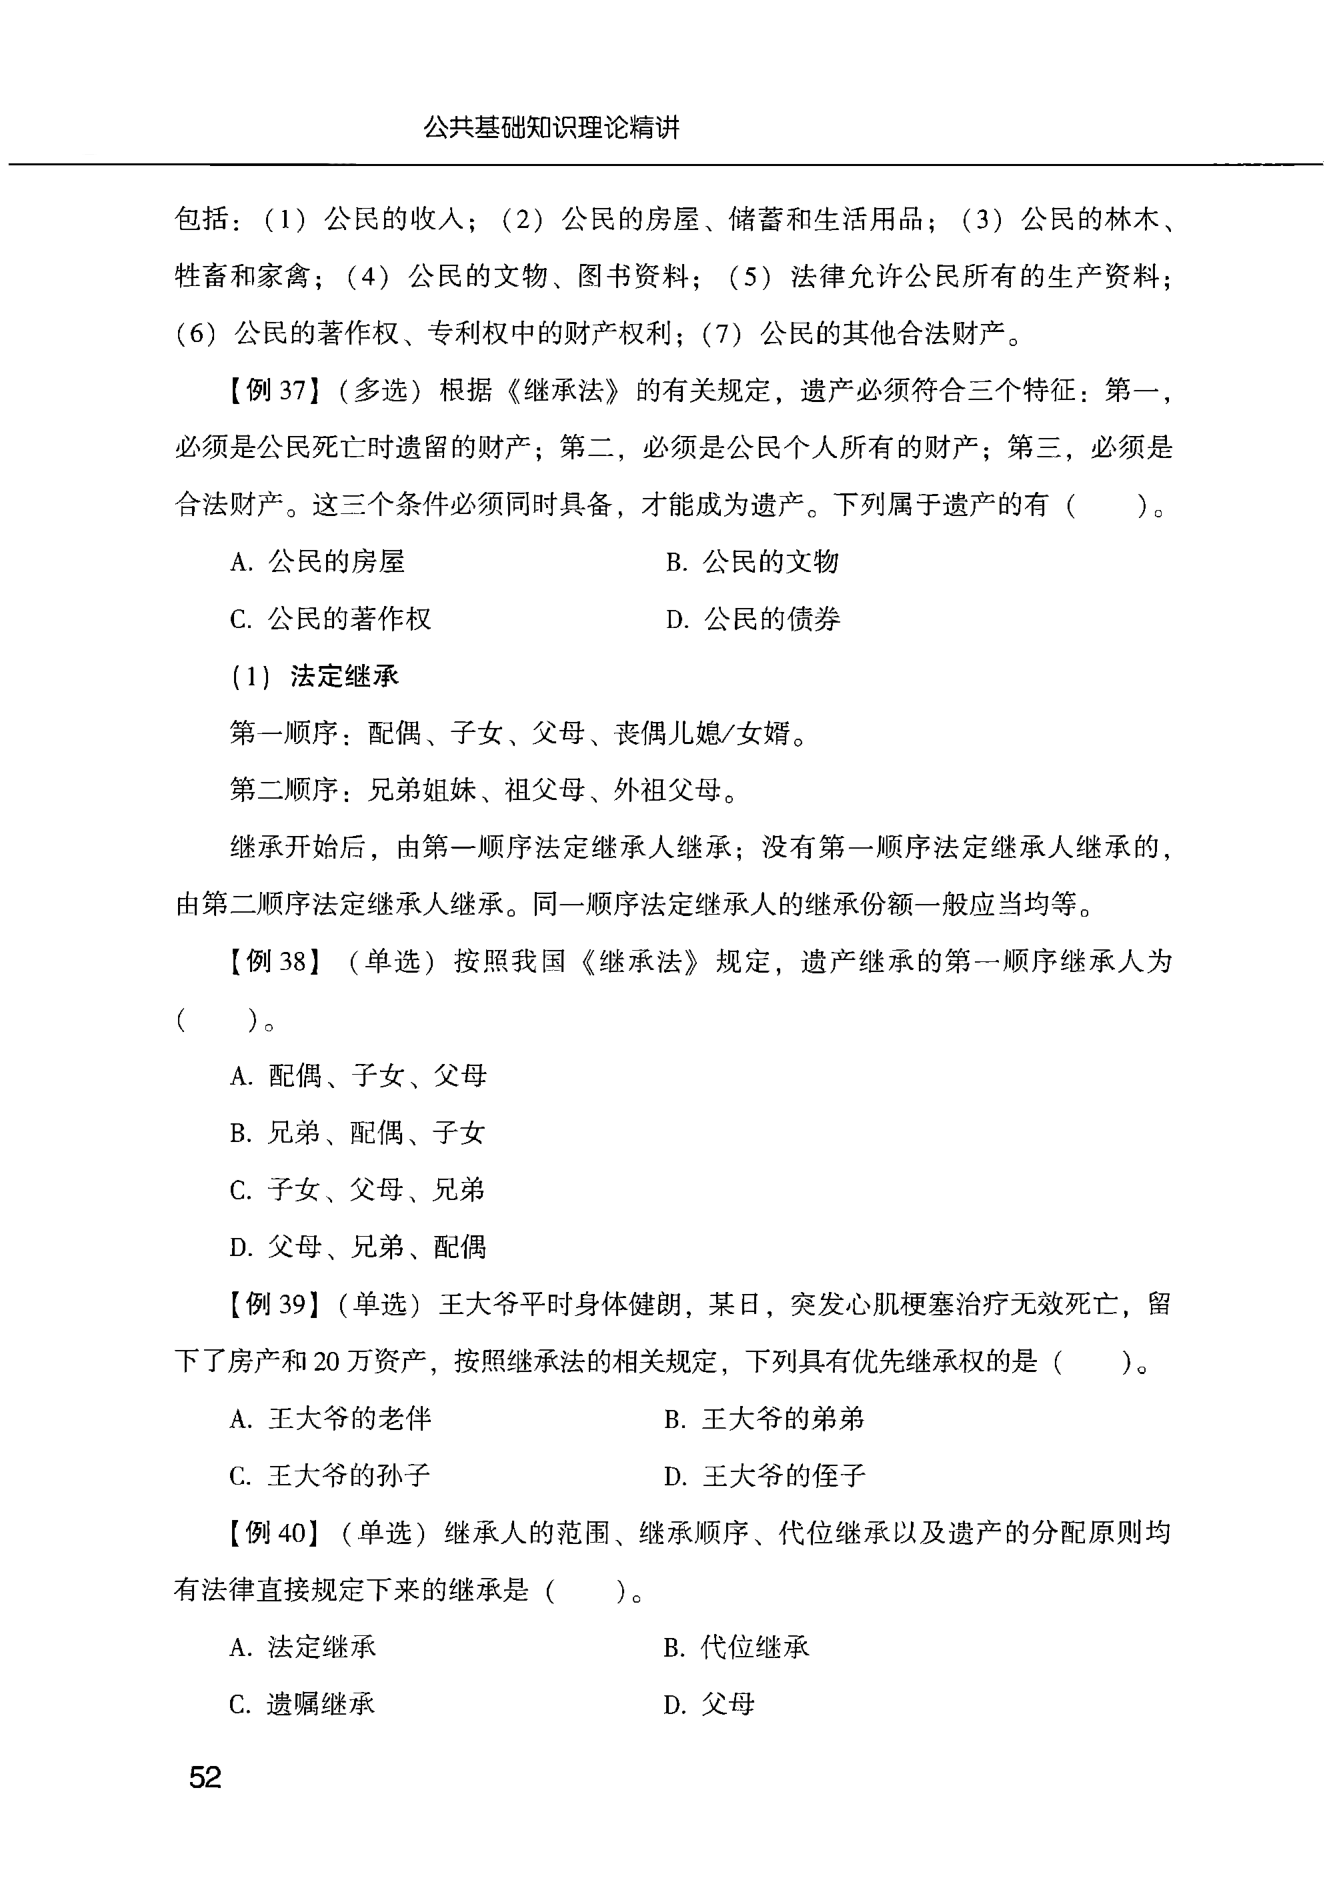 公共基础知识理论精讲
包括：（1）公民的收入；（2）公民的房屋、储蓄和生活用品；（3）公民的林木、
牲畜和家禽；（4）公民的文物、图书资料；（5）法律允许公民所有的生产资料；
（6）公民的著作权、专利权中的财产权利；（7）公民的其他合法财产。
【例 37】（多选）根据《继承法》的有关规定，遗产必须符合三个特征：第一，
必须是公民死亡时遗留的财产；第二，必须是公民个人所有的财产；第三，必须是
合法财产。这三个条件必须同时具备，才能成为遗产。下列属于遗产的有（　　）。
A. 公民的房屋　　B. 公民的文物
C. 公民的著作权　　D. 公民的债券
（1）法定继承
第一顺序：配偶、子女、父母、丧偶儿媳/女婿。
第二顺序：兄弟姐妹、祖父母、外祖父母。
继承开始后，由第一顺序法定继承人继承；没有第一顺序法定继承人继承的，
由第二顺序法定继承人继承。同一顺序法定继承人的继承份额一般应当均等。
【例 38】（单选）按照我国《继承法》规定，遗产继承的第一顺序继承人为
（　　）。
A. 配偶、子女、父母
B. 兄弟、配偶、子女
C. 子女、父母、兄弟
D. 父母、兄弟、配偶
【例 39】（单选）王大爷平时身体健朗，某日，突发心肌梗塞治疗无效死亡，留
下了房产和 20 万资产，按照继承法的相关规定，下列具有优先继承权的是（　　）。
A. 王大爷的老伴　　B. 王大爷的弟弟
C. 王大爷的孙子　　D. 王大爷的侄子
【例 40】（单选）继承人的范围、继承顺序、代位继承以及遗产的分配原则均
有法律直接规定下来的继承是（　　）。
A. 法定继承　　B. 代位继承
C. 遗嘱继承　　D. 父母
52